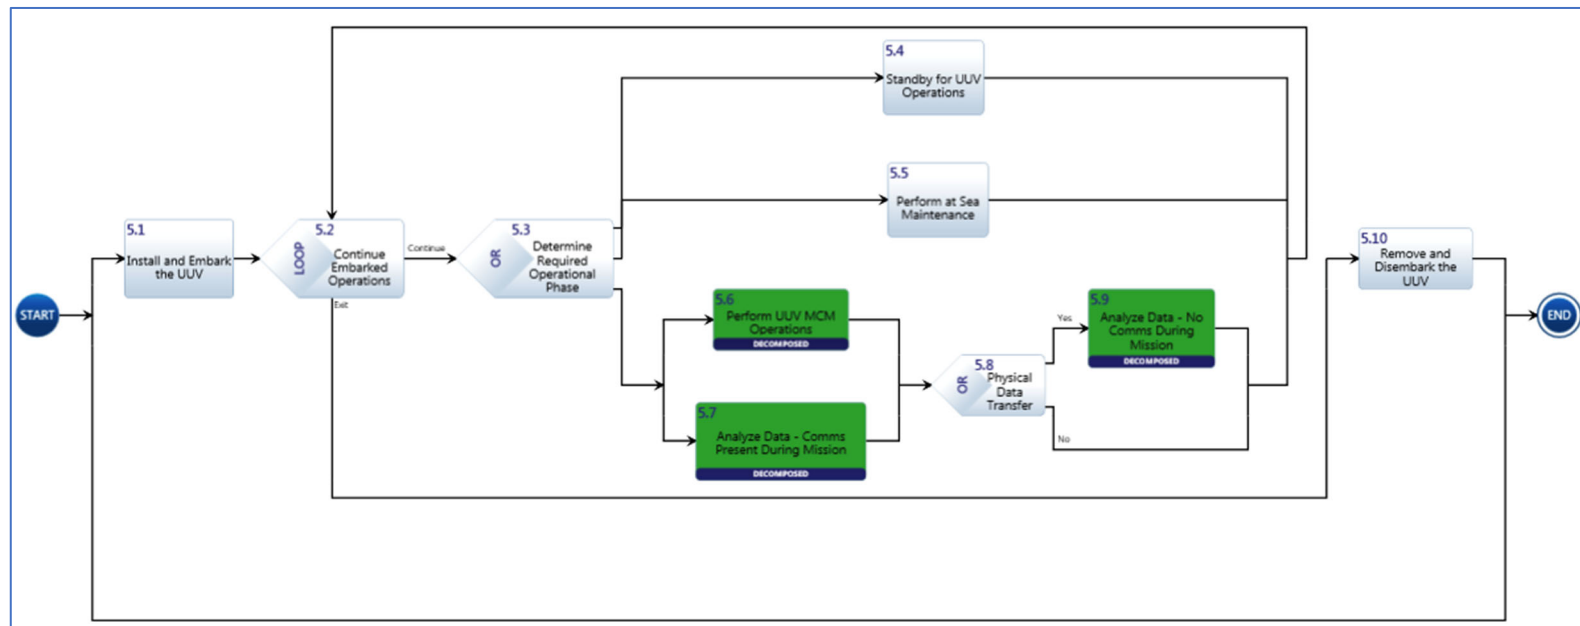 START
5.1
Install and Embark
the UUV
LOOP
5.2
Continue
Embarked
Operations
Continue
Exit
OR
5.3
Determine
Required
Operational
Phase
5.4
Standby for UUV
Operations
5.5
Perform at Sea
Maintenance
5.6
Perform UUV MCM
Operations
DECOMPOSED
5.7
Analyze Data - Comms
Present During Mission
DECOMPOSED
OR
5.8
Physical
Data
Transfer
Yes
No
5.9
Analyze Data - No
Comms During
Mission
DECOMPOSED
5.10
Remove and
Disembark the
UUV
END